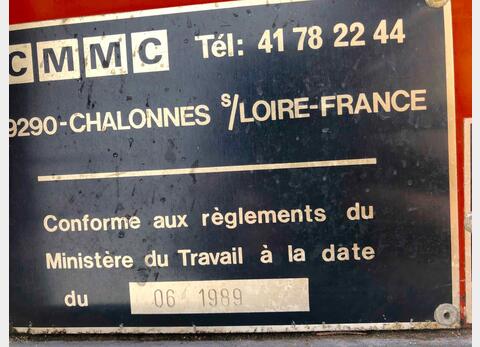 CMMC Tél: 41 78 22 44
9290-CHALONNES s/LOIRE-FRANCE
Conforme aux règlements du
Ministère du Travail à la date
du 06 1989